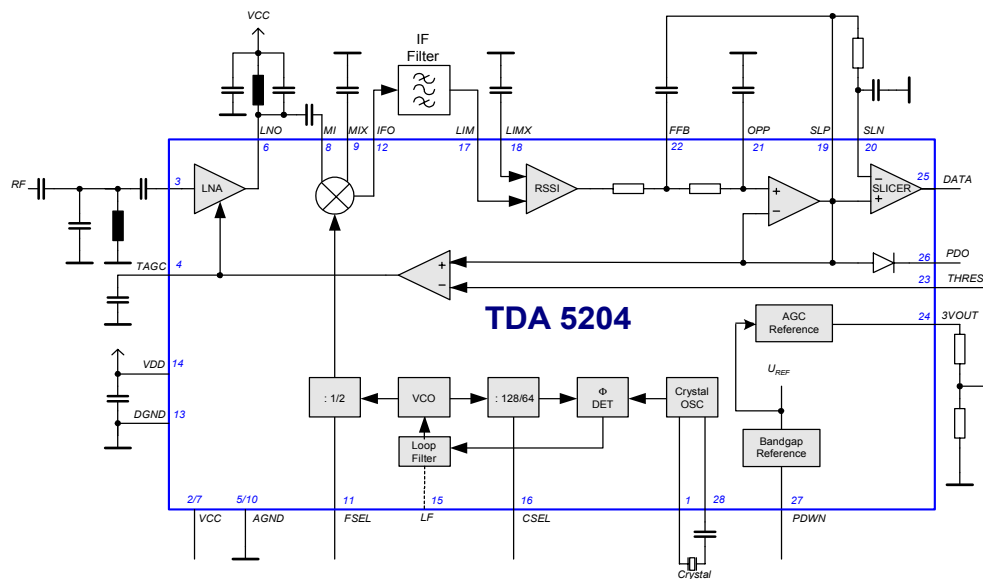 VCC
IF
Filter
LNO
MI
MIX
IFO
LIM
LIMX
FFB
OPP
SLP
SLN
6
8
9
12
17
18
22
21
19
20
RF
3
LNA
RSSI
+
−
−
+
SLICER
25
DATA
TAGC
4
+
−
26
PDO
23
THRES
TDA 5204
AGC
Reference
24
3VOUT
VDD
14
UREF
: 1/2
VCO
: 128/64
Φ
DET
Crystal
OSC
DGND
13
Loop
Filter
Bandgap
Reference
2/7
5/10
11
15
16
1
28
27
VCC
AGND
FSEL
LF
CSEL
PDWN
Crystal